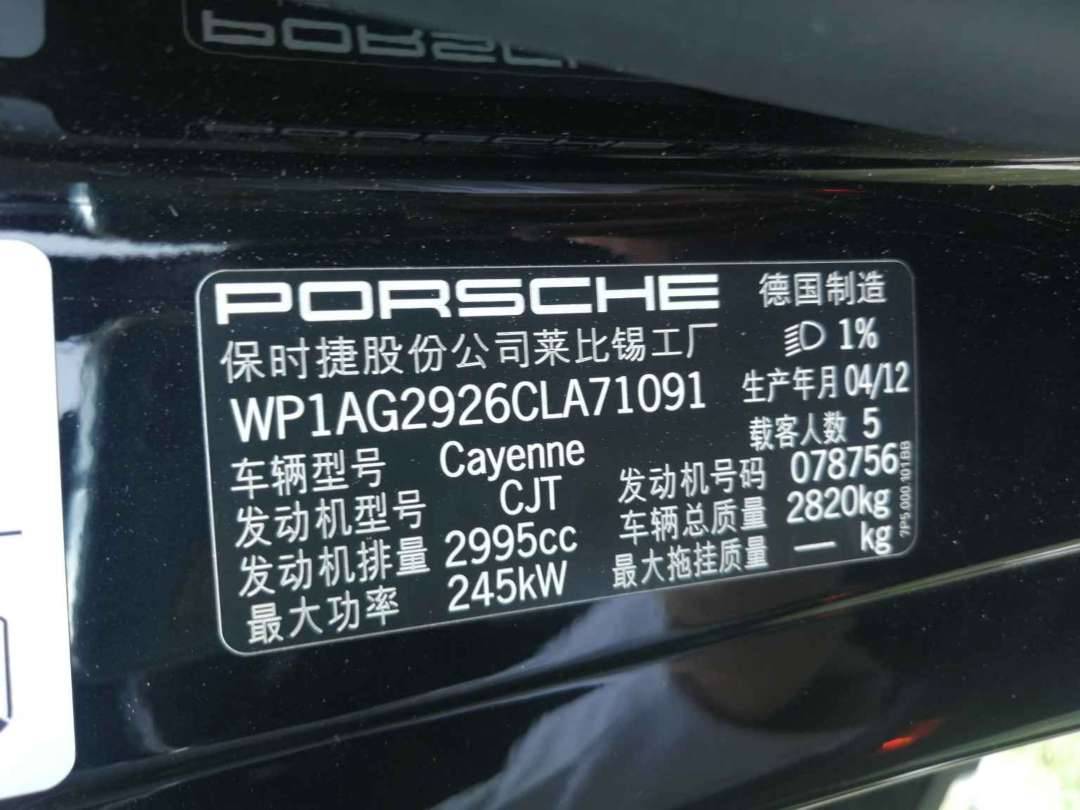 PORSCHE 德国制造
保时捷股份公司莱比锡工厂 1%
WP1AG2926CLA71091 生产年月 04/12
载客人数 5
车辆型号 Cayenne 发动机号码 078756
发动机型号 CJT 车辆总质量 2820kg
发动机排量 2995cc 最大拖挂质量 — kg
最大功率 245kW
7P5.000.101.BB